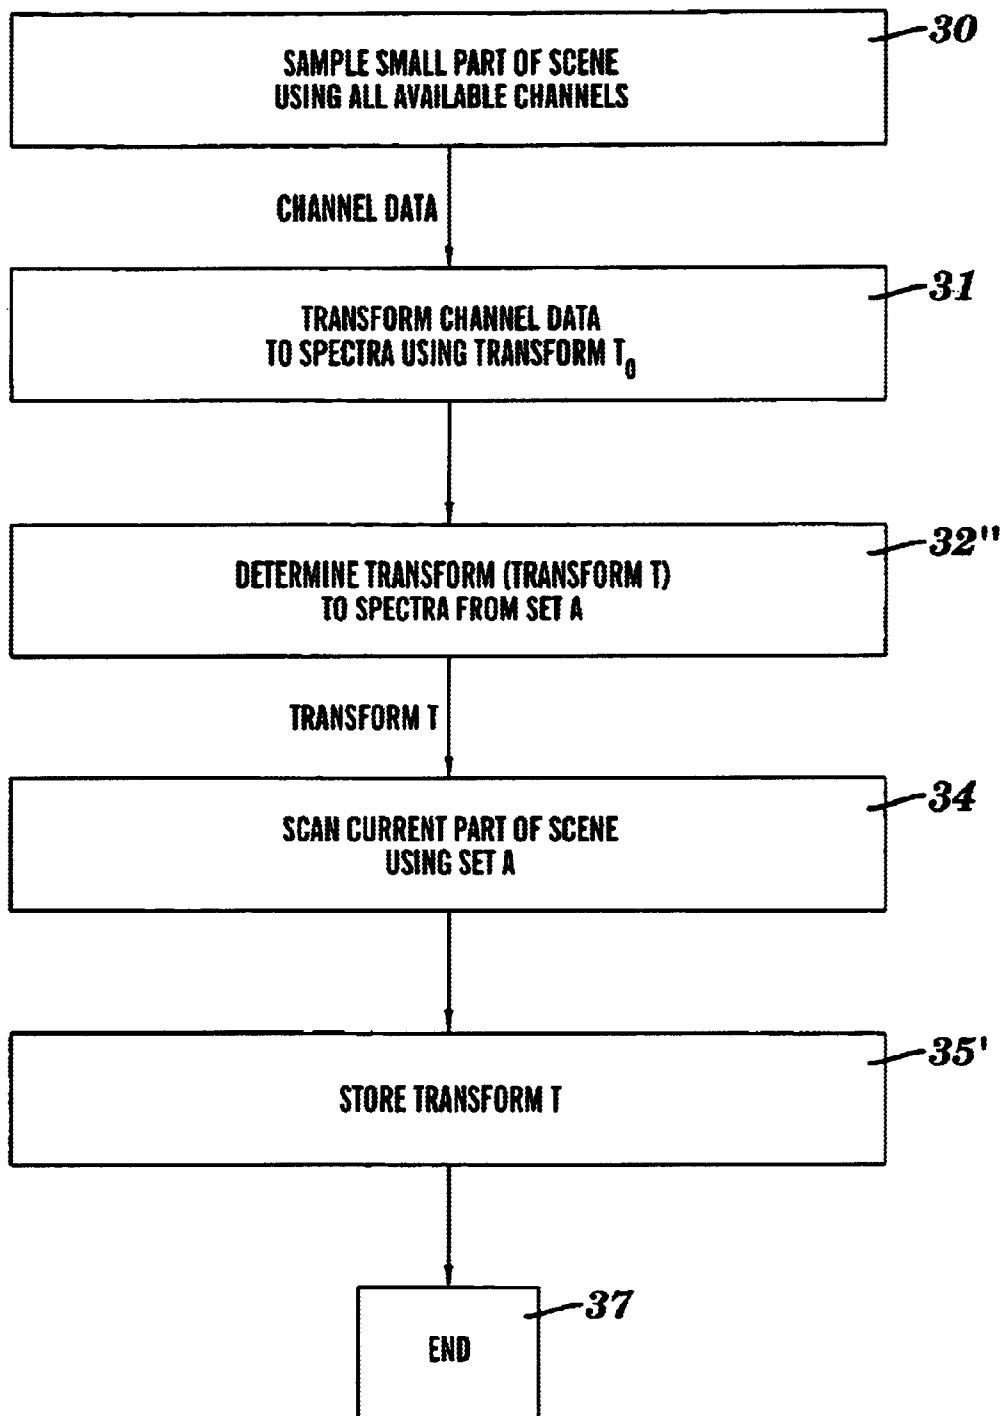 30
SAMPLE SMALL PART OF SCENE
USING ALL AVAILABLE CHANNELS
CHANNEL DATA
31
TRANSFORM CHANNEL DATA
TO SPECTRA USING TRANSFORM T₀
32"
DETERMINE TRANSFORM (TRANSFORM T)
TO SPECTRA FROM SET A
TRANSFORM T
34
SCAN CURRENT PART OF SCENE
USING SET A
35'
STORE TRANSFORM T
37
END